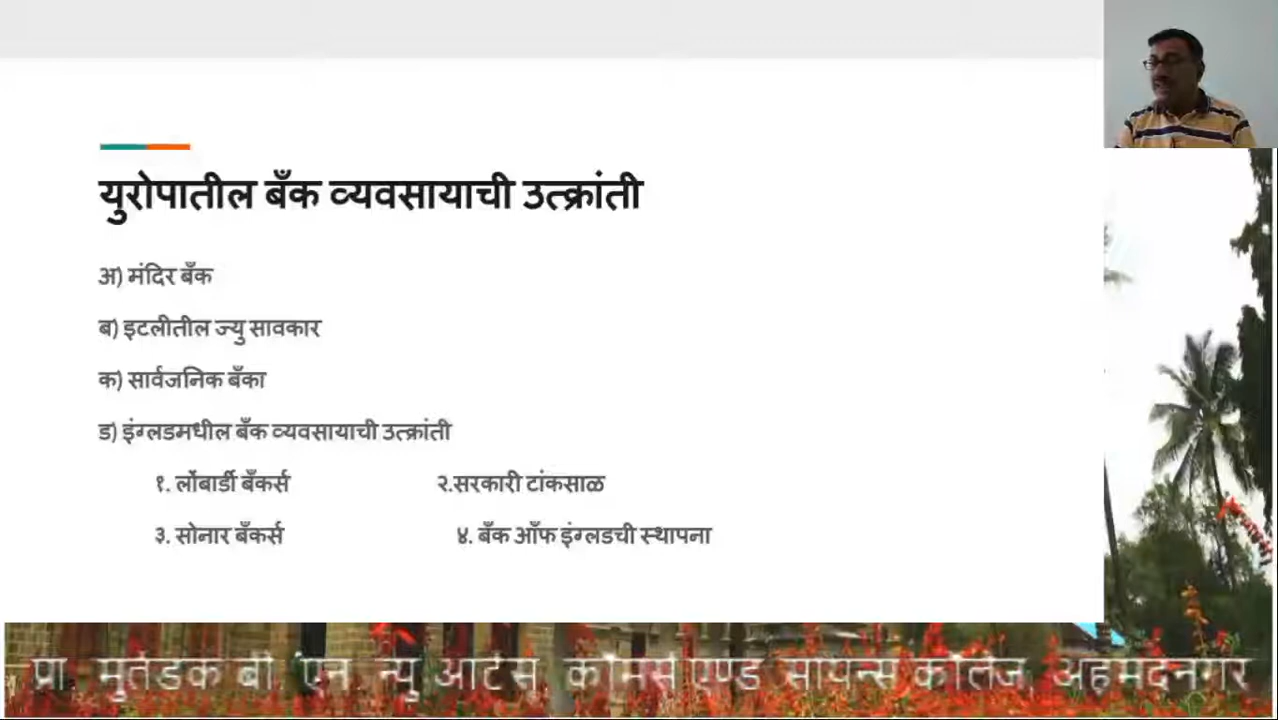 युरोपातील बँक व्यवसायाची उत्क्रांती
अ) मंदिर बँक
ब) इटलीतील ज्यु सावकार
क) सार्वजनिक बँका
ड) इंग्लडमधील बँक व्यवसायाची उत्क्रांती
१. लोंबार्डी बँकर्स २.सरकारी टांकसाळ
३. सोनार बँकर्स ४. बँक ऑफ इंग्लडची स्थापना
प्रा. मुतडक बी. एन. न्यु आर्टस, कॉमर्स एण्ड सायन्स कॉलेज, अहमदनगर